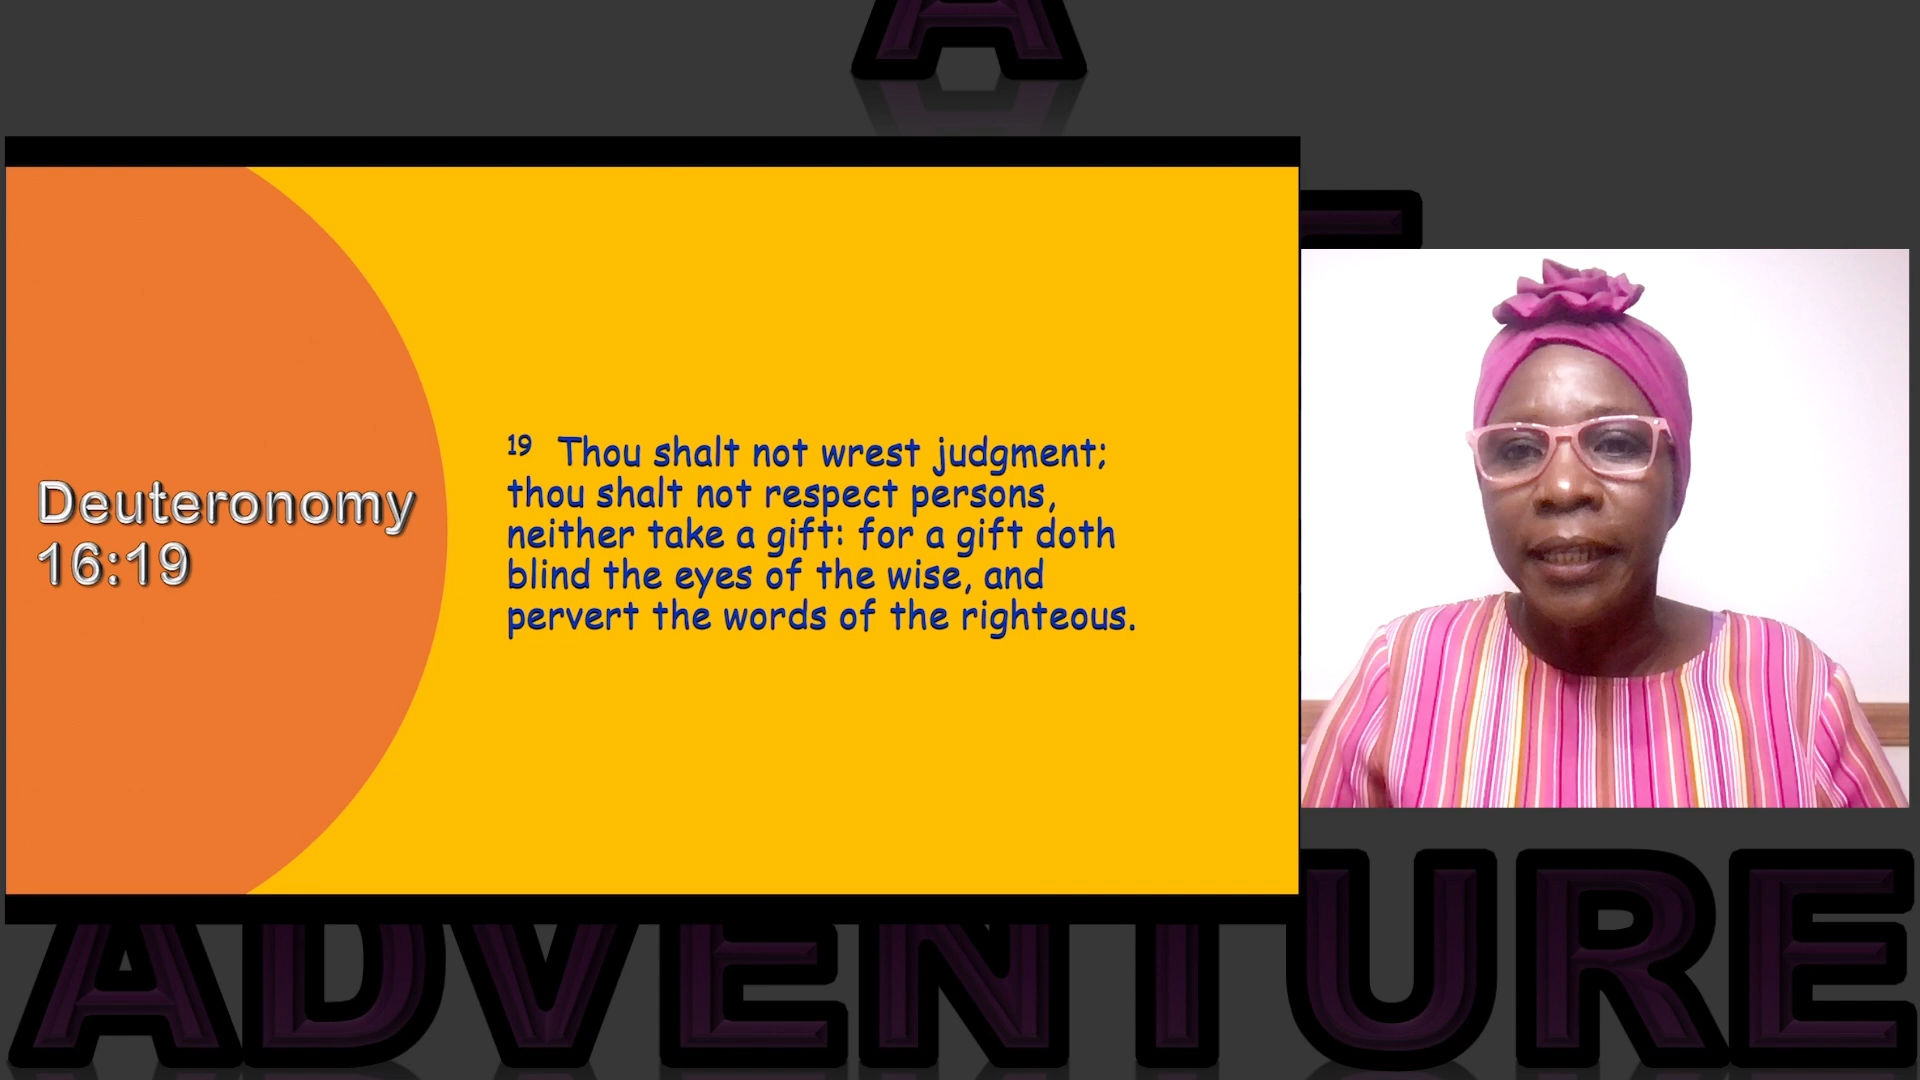 A
Deuteronomy
16:19
19 Thou shalt not wrest judgment;
thou shalt not respect persons,
neither take a gift: for a gift doth
blind the eyes of the wise, and
pervert the words of the righteous.
ADVENTURE